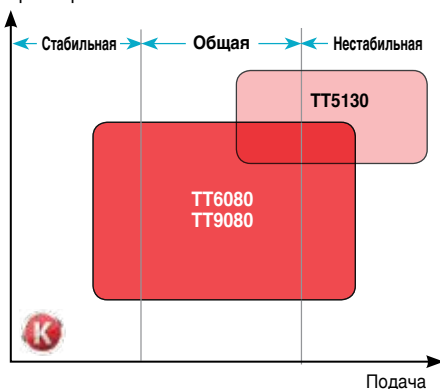 Стабильная
Общая
Нестабильная
TT5130
TT6080
TT9080
K
Подача